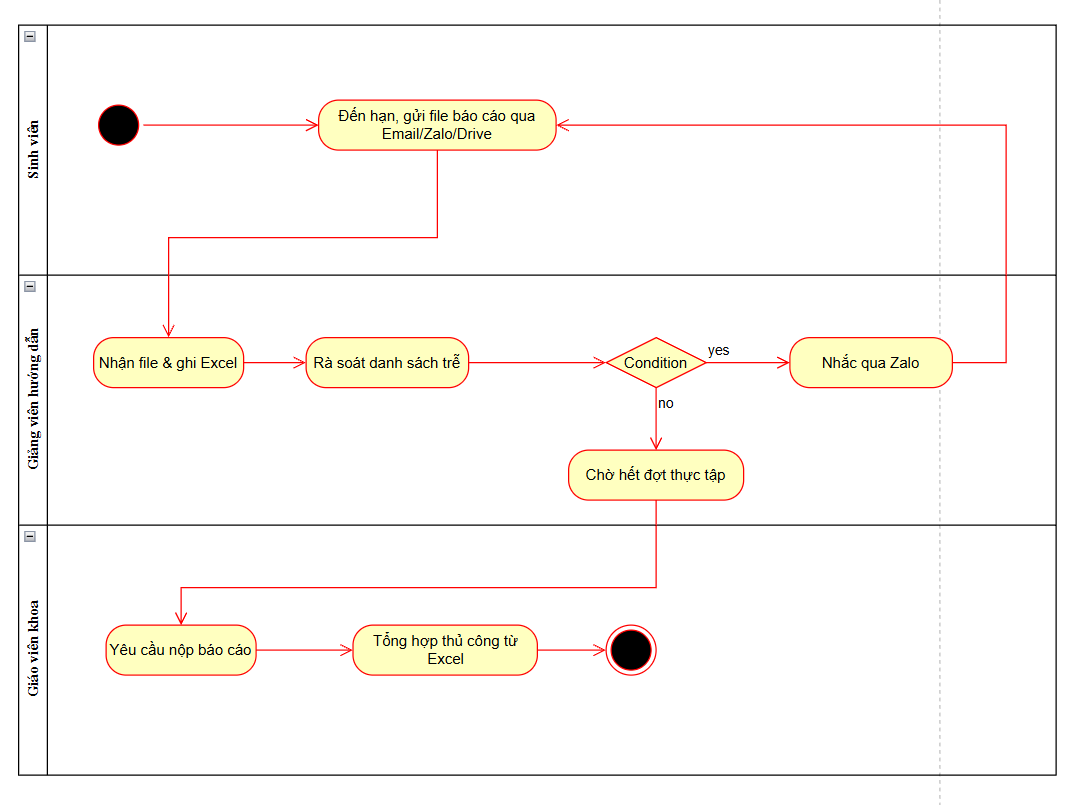 Sinh viên
Đến hạn, gửi file báo cáo qua
Email/Zalo/Drive
Giảng viên hướng dẫn
Nhận file & ghi Excel
Rà soát danh sách trễ
Condition
yes
Nhắc qua Zalo
no
Chờ hết đợt thực tập
Giáo viên khoa
Yêu cầu nộp báo cáo
Tổng hợp thủ công từ
Excel